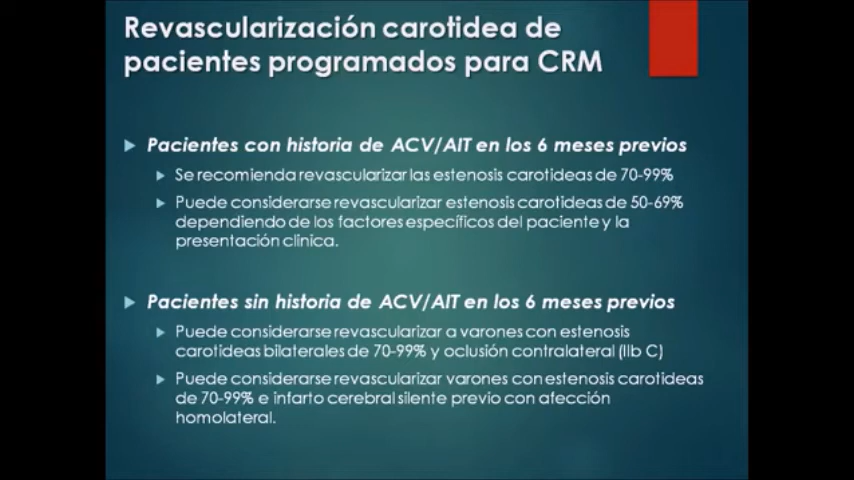 Revascularización carotidea de
pacientes programados para CRM
Pacientes con historia de ACV/AIT en los 6 meses previos
Se recomienda revascularizar las estenosis carotideas de 70-99%
Puede considerarse revascularizar estenosis carotideas de 50-69%
dependiendo de los factores específicos del paciente y la
presentación clínica.
Pacientes sin historia de ACV/AIT en los 6 meses previos
Puede considerarse revascularizar a varones con estenosis
carotideas bilaterales de 70-99% y oclusión contralateral (IIb C)
Puede considerarse revascularizar varones con estenosis carotideas
de 70-99% e infarto cerebral silente previo con afección
homolateral.